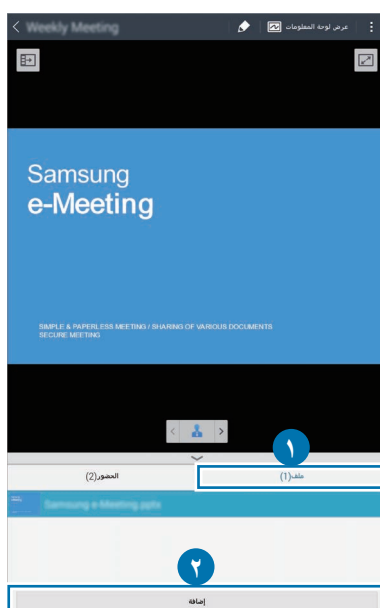 Weekly Meeting
عرض لوحة المعلومات
Samsung
e-Meeting
SIMPLE & PAPERLESS MEETING / SHARING OF VARIOUS DOCUMENTS
SECURE MEETING
١
ملف(1)
الحضور(2)
Samsung e-Meeting.pptx
٢
إضافة